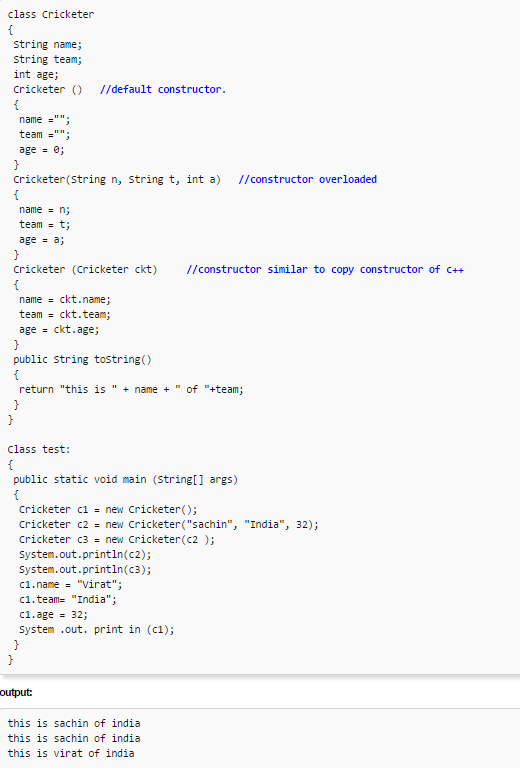 class Cricketer
{
String name;
String team;
int age;
Cricketer ()   //default constructor.
{
name ="";
team ="";
age = 0;
}
Cricketer(String n, String t, int a)   //constructor overloaded
{
name = n;
team = t;
age = a;
}
Cricketer (Cricketer ckt)     //constructor similar to copy constructor of c++
{
name = ckt.name;
team = ckt.team;
age = ckt.age;
}
public String toString()
{
return "this is " + name + " of "+team;
}
}
Class test:
{
public static void main (String[] args)
{
Cricketer c1 = new Cricketer();
Cricketer c2 = new Cricketer("sachin", "India", 32);
Cricketer c3 = new Cricketer(c2 );
System.out.println(c2);
System.out.println(c3);
c1.name = "Virat";
c1.team= "India";
c1.age = 32;
System .out. print in (c1);
}
}
output:
this is sachin of india
this is sachin of india
this is virat of india